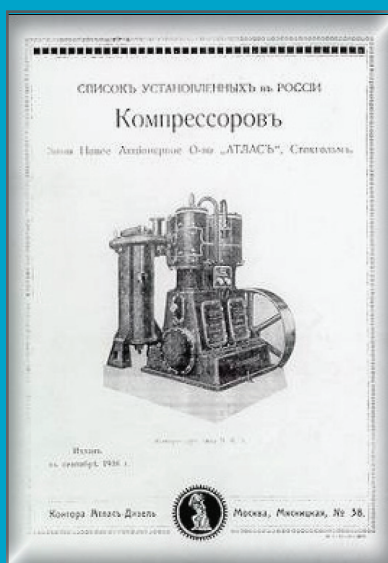 СПИСОКЪ УСТАНОВЛЕННЫХЪ въ РОССІИ
Компрессоровъ
Новое Акціонерное О-во „АТЛАСЪ“, Стокгольмъ.
Изданъ
въ сентябрѣ
Контора Атласъ-Дизель Москва, Мясницкая, № 38.